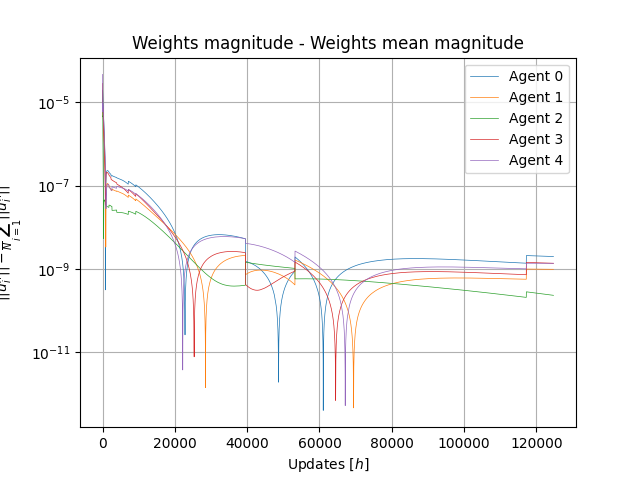 Weights magnitude - Weights mean magnitude
Agent 0
Agent 1
Agent 2
Agent 3
Agent 4
10⁻⁵
10⁻⁷
10⁻⁹
10⁻¹¹
0
20000
40000
60000
80000
100000
120000
Updates [h]